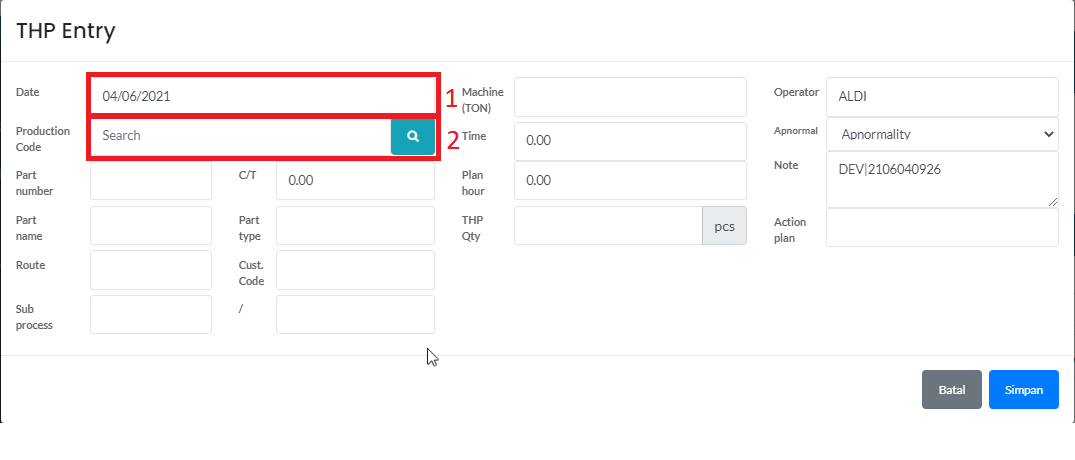 THP Entry
Date
04/06/2021
1
Production
Code
Search
2
Part
number
C/T
0.00
Part
name
Part
type
Route
Cust.
Code
Sub
process
/
Machine
(TON)
Time
0.00
Plan
hour
0.00
THP
Qty
pcs
Operator
ALDI
Apnormal
Apnormality
Note
DEV|2106040926
Action
plan
Batal
Simpan